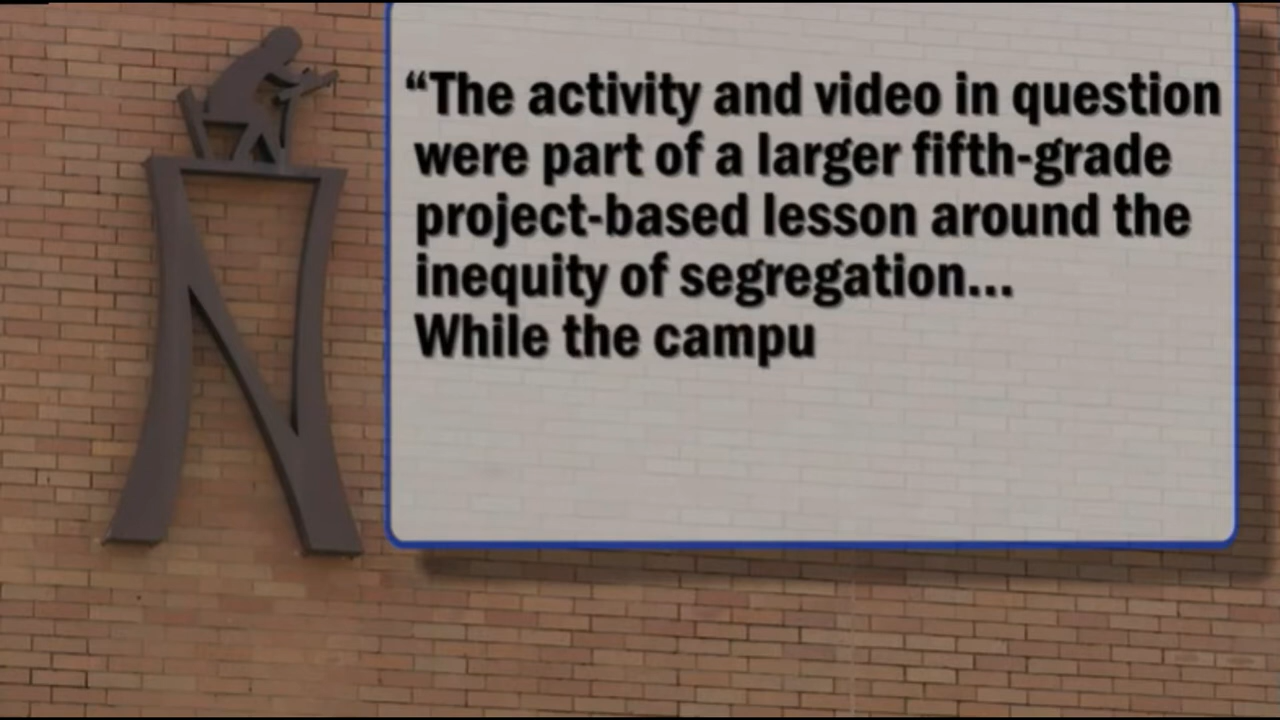 “The activity and video in question
were part of a larger fifth-grade
project-based lesson around the
inequity of segregation...
While the campu